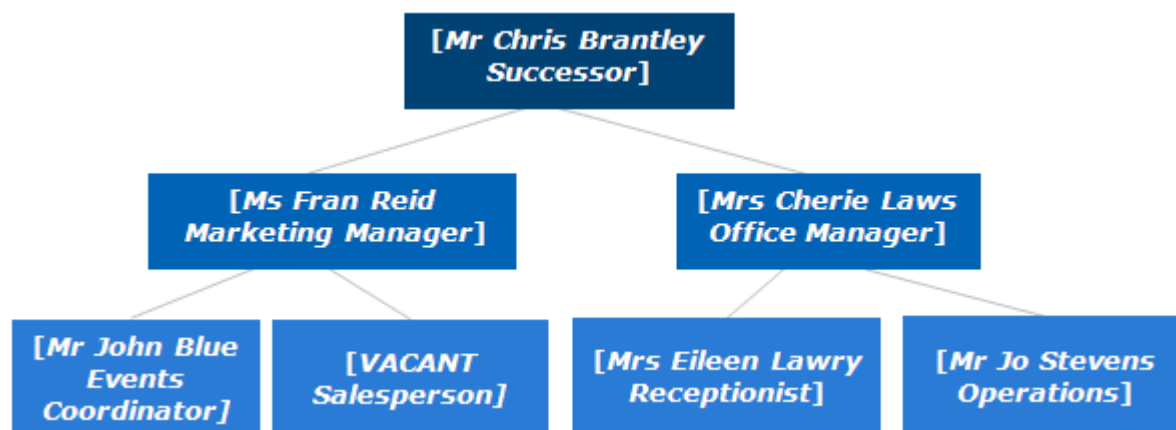 [Mr Chris Brantley
Successor]
[Ms Fran Reid
Marketing Manager]
[Mrs Cherie Laws
Office Manager]
[Mr John Blue
Events
Coordinator]
[VACANT
Salesperson]
[Mrs Eileen Lawry
Receptionist]
[Mr Jo Stevens
Operations]